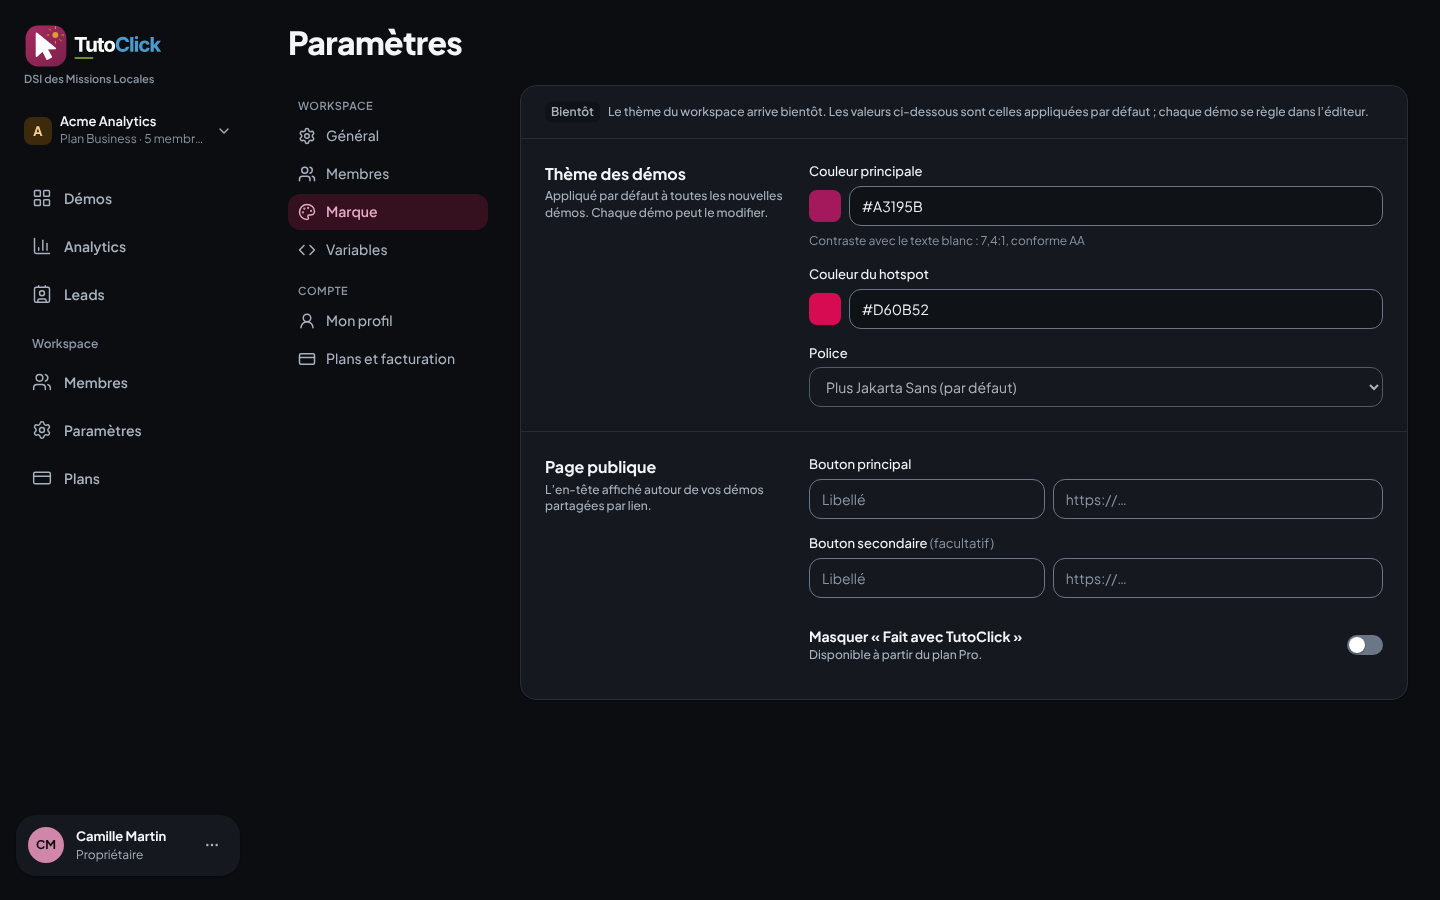 TutoClick
DSI des Missions Locales
A
Acme Analytics
Plan Business · 5 membr...
Démos
Analytics
Leads
Workspace
Membres
Paramètres
Plans
CM
Camille Martin
Propriétaire
Paramètres
WORKSPACE
Général
Membres
Marque
Variables
COMPTE
Mon profil
Plans et facturation
Bientôt Le thème du workspace arrive bientôt. Les valeurs ci-dessous sont celles appliquées par défaut ; chaque démo se règle dans l'éditeur.
Thème des démos
Appliqué par défaut à toutes les nouvelles
démos. Chaque démo peut le modifier.
Couleur principale
#A3195B
Contraste avec le texte blanc : 7,4:1, conforme AA
Couleur du hotspot
#D60B52
Police
Plus Jakarta Sans (par défaut)
Page publique
L'en-tête affiché autour de vos démos
partagées par lien.
Bouton principal
Libellé https://…
Bouton secondaire (facultatif)
Libellé https://…
Masquer « Fait avec TutoClick »
Disponible à partir du plan Pro.